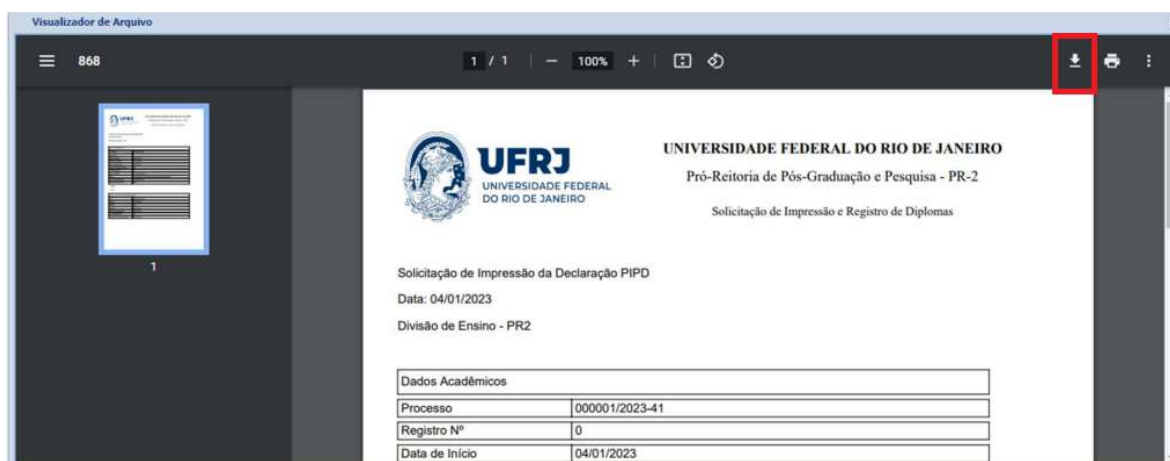 Visualizador de Arquivo
868
1 / 1
100%
UFRJ
UNIVERSIDADE FEDERAL
DO RIO DE JANEIRO
UNIVERSIDADE FEDERAL DO RIO DE JANEIRO
Pró-Reitoria de Pós-Graduação e Pesquisa - PR-2
Solicitação de Impressão e Registro de Diplomas
1
Solicitação de Impressão da Declaração PIPD
Data: 04/01/2023
Divisão de Ensino - PR2
Dados Acadêmicos
Processo 000001/2023-41
Registro Nº 0
Data de Início 04/01/2023